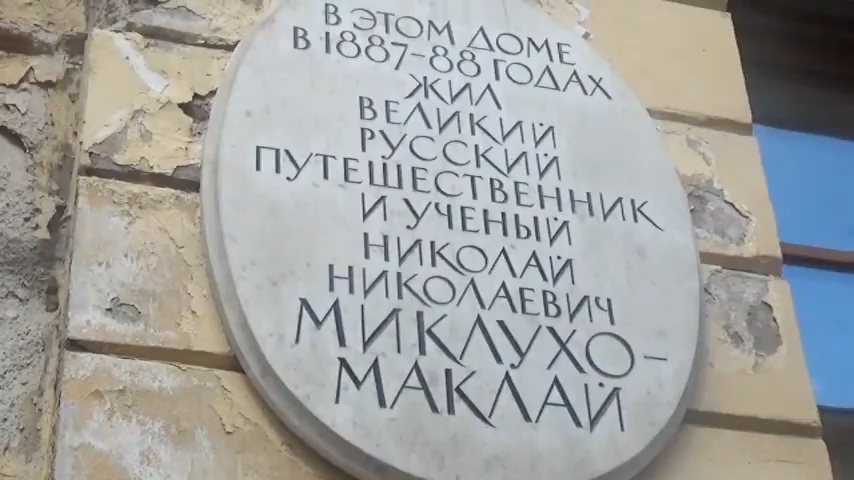 В ЭТОМ ДОМЕ
В 1887-88 ГОДАХ
ЖИЛ
ВЕЛИКИЙ
РУССКИЙ
ПУТЕШЕСТВЕННИК
И УЧЕНЫЙ
НИКОЛАЙ
НИКОЛАЕВИЧ
МИКЛУХО-
МАКЛАЙ